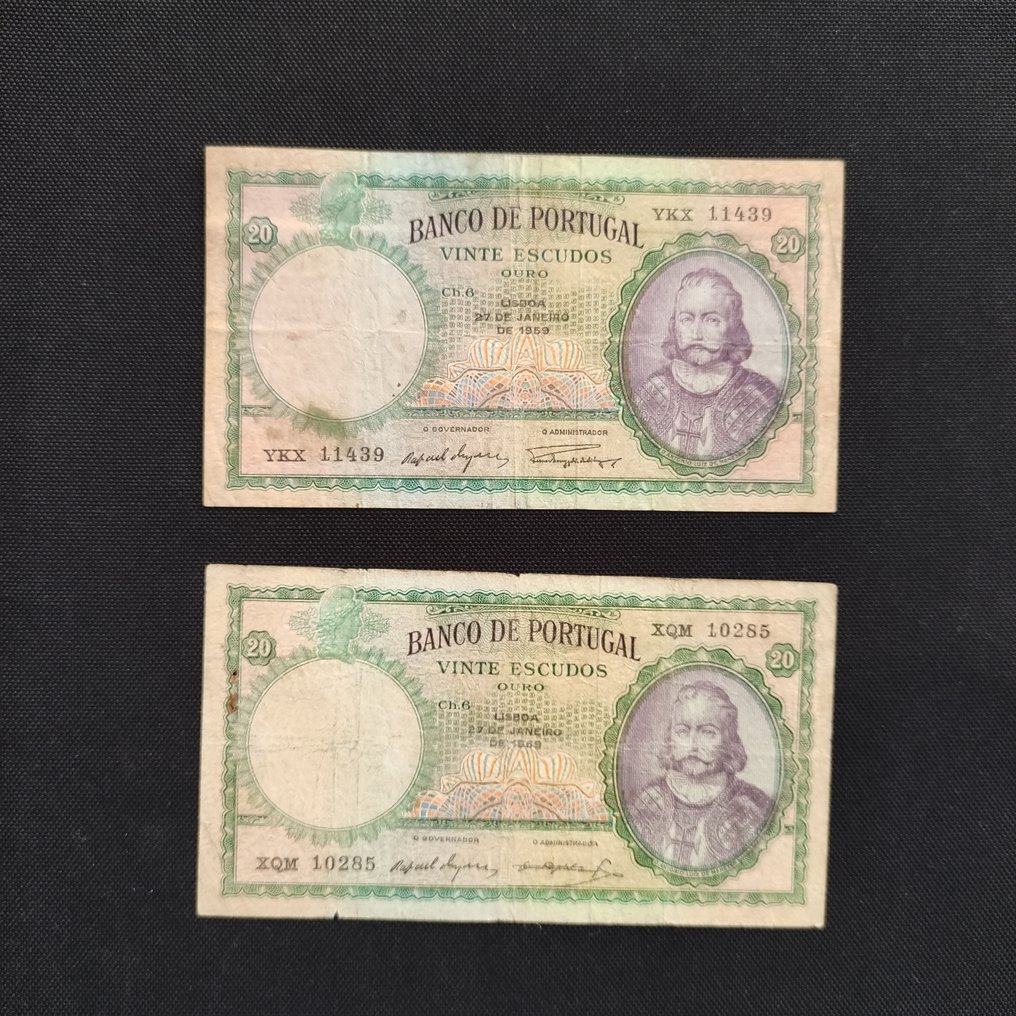 BANCO DE PORTUGAL
YKX 11439
20
20
VINTE ESCUDOS
OURO
Ch.6
LISBOA
27 DE JANEIRO
DE 1959
O GOVERNADOR
O ADMINISTRADOR
YKX 11439
BANCO DE PORTUGAL
XQM 10285
20
20
VINTE ESCUDOS
OURO
Ch.6
LISBOA
27 DE JANEIRO
DE 1959
O GOVERNADOR
O ADMINISTRADOR
XQM 10285